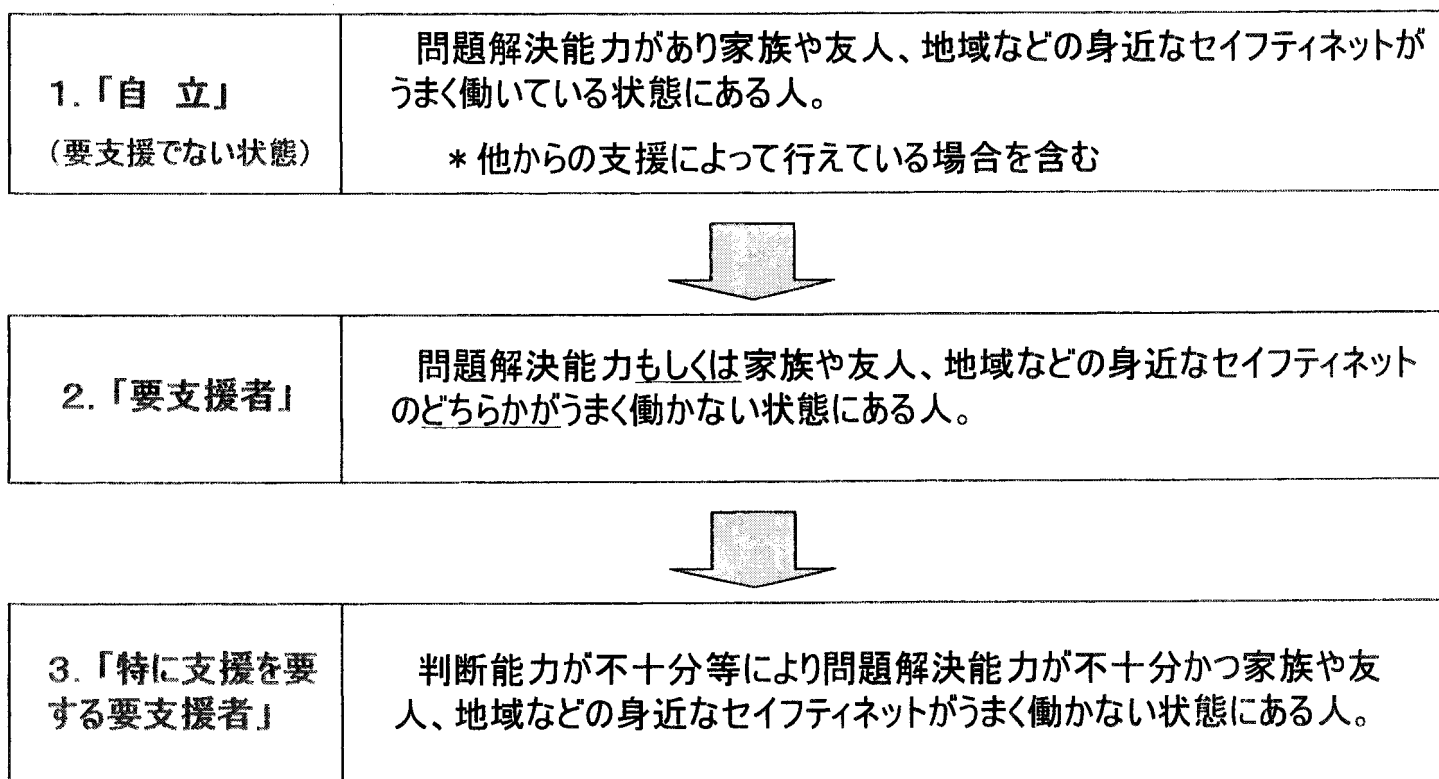 1.「自 立」
(要支援でない状態)
問題解決能力があり家族や友人、地域などの身近なセイフティネットが
うまく働いている状態にある人。
＊他からの支援によって行えている場合を含む
2.「要支援者」
問題解決能力もしくは家族や友人、地域などの身近なセイフティネット
のどちらかがうまく働かない状態にある人。
3.「特に支援を要
する要支援者」
判断能力が不十分等により問題解決能力が不十分かつ家族や友
人、地域などの身近なセイフティネットがうまく働かない状態にある人。